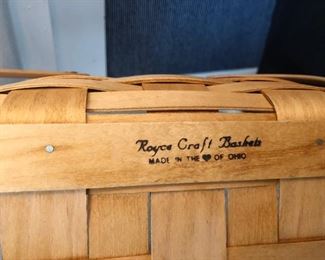 Royce Craft Baskets
MADE IN THE ♥ OF OHIO